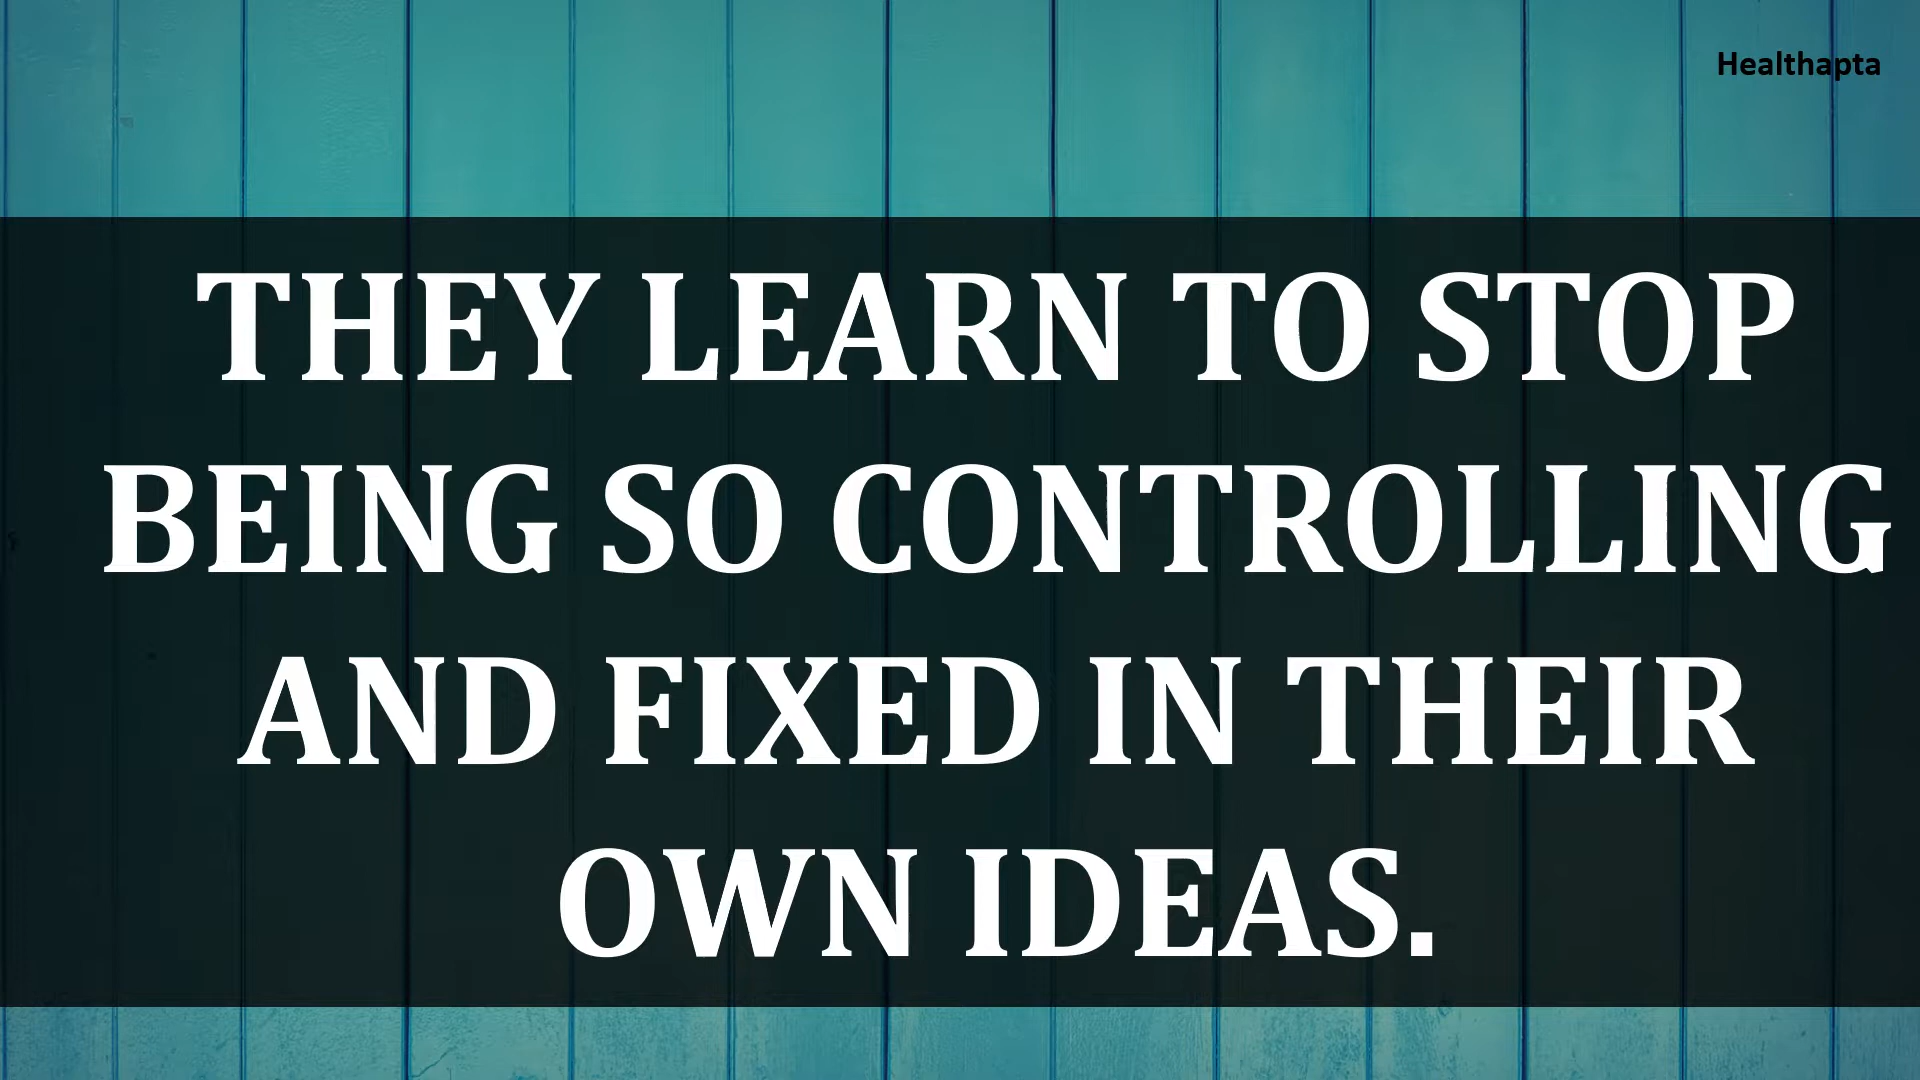 Healthapta
THEY LEARN TO STOP
BEING SO CONTROLLING
AND FIXED IN THEIR
OWN IDEAS.